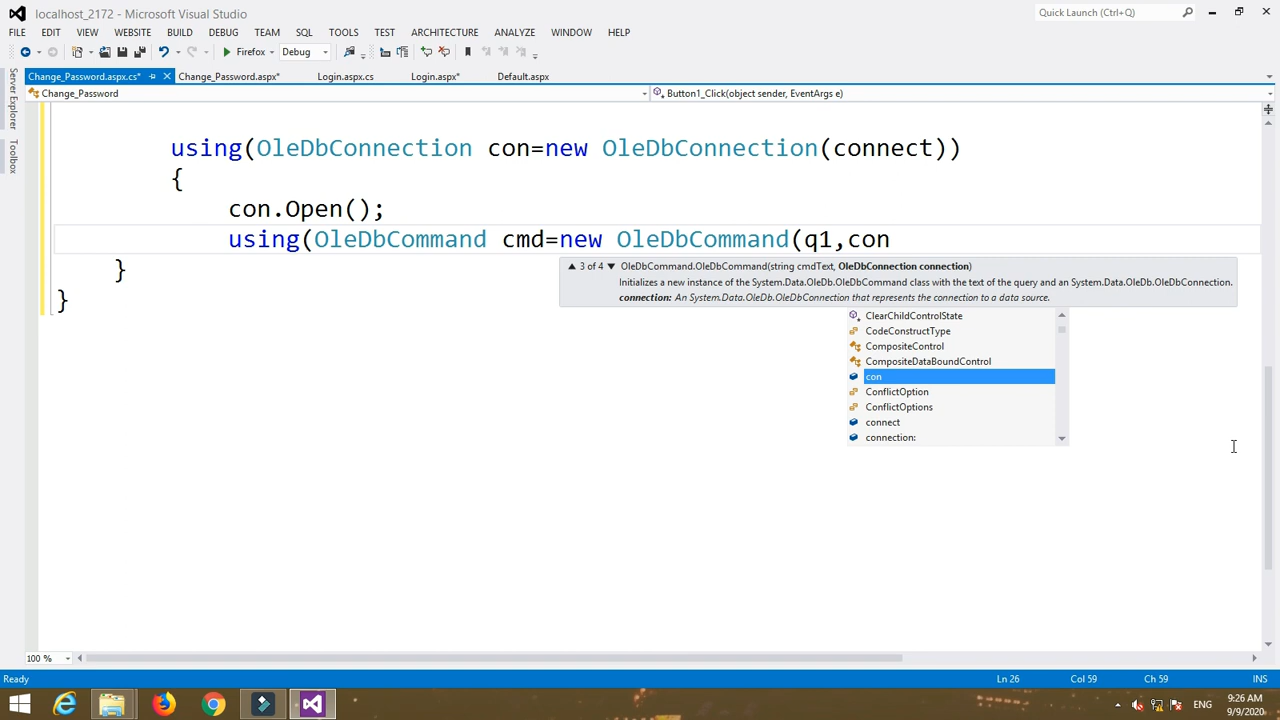 localhost_2172 - Microsoft Visual Studio
Quick Launch (Ctrl+Q)
FILE EDIT VIEW WEBSITE BUILD DEBUG TEAM SQL TOOLS TEST ARCHITECTURE ANALYZE WINDOW HELP
Firefox Debug
Change_Password.aspx.cs* Change_Password.aspx* Login.aspx.cs Login.aspx* Default.aspx
Change_Password Button1_Click(object sender, EventArgs e)
Server Explorer
Toolbox
using(OleDbConnection con=new OleDbConnection(connect))
{
con.Open();
using(OleDbCommand cmd=new OleDbCommand(q1,con
}
}
3 of 4 OleDbCommand.OleDbCommand(string cmdText, OleDbConnection connection)
Initializes a new instance of the System.Data.OleDb.OleDbCommand class with the text of the query and an System.Data.OleDb.OleDbConnection.
connection: An System.Data.OleDb.OleDbConnection that represents the connection to a data source.
ClearChildControlState
CodeConstructType
CompositeControl
CompositeDataBoundControl
con
ConflictOption
ConflictOptions
connect
connection:
100 %
Ready Ln 26 Col 59 Ch 59 INS
ENG 9:26 AM
9/9/2020